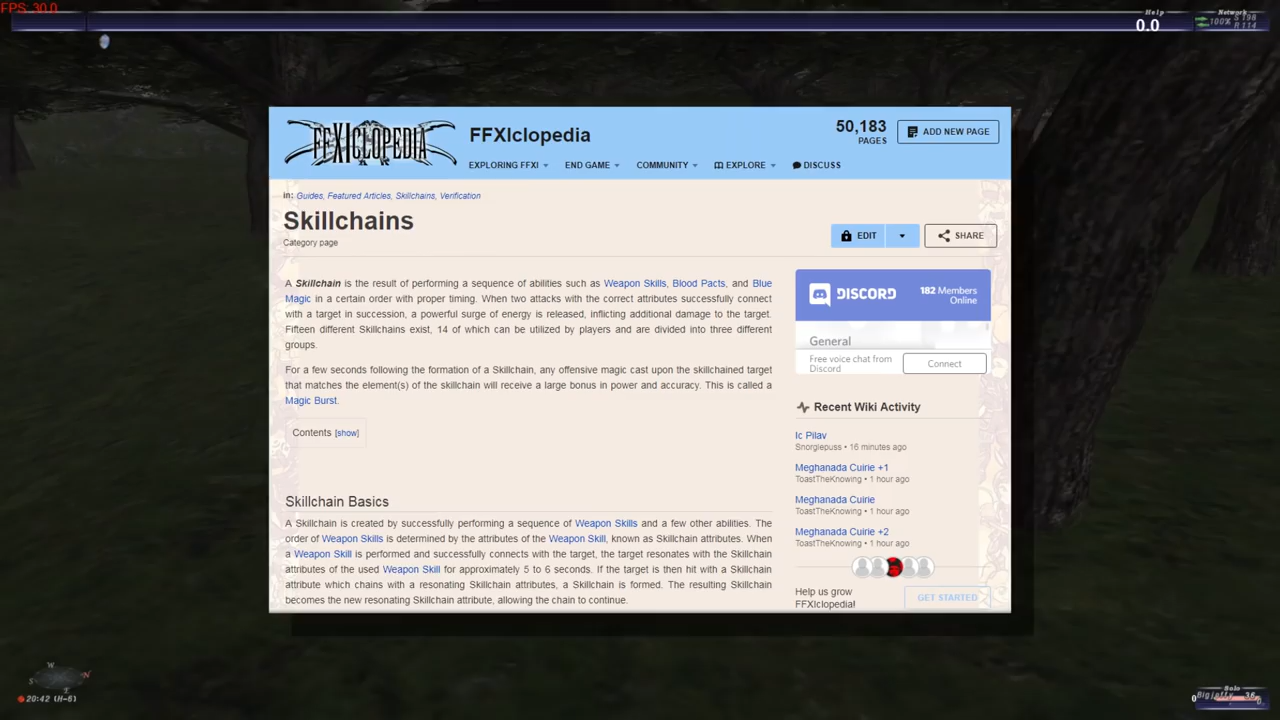 FPS: 30.0
Help
0.0
Network
100% S 198
R 114
FFXIclopedia
FFXIclopedia
50,183
PAGES
ADD NEW PAGE
EXPLORING FFXI
END GAME
COMMUNITY
EXPLORE
DISCUSS
in: Guides, Featured Articles, Skillchains, Verification
Skillchains
Category page
EDIT
SHARE
A Skillchain is the result of performing a sequence of abilities such as Weapon Skills, Blood Pacts, and Blue
Magic in a certain order with proper timing. When two attacks with the correct attributes successfully connect
with a target in succession, a powerful surge of energy is released, inflicting additional damage to the target.
Fifteen different Skillchains exist, 14 of which can be utilized by players and are divided into three different
groups.
For a few seconds following the formation of a Skillchain, any offensive magic cast upon the skillchained target
that matches the element(s) of the skillchain will receive a large bonus in power and accuracy. This is called a
Magic Burst.
Contents [show]
Skillchain Basics
A Skillchain is created by successfully performing a sequence of Weapon Skills and a few other abilities. The
order of Weapon Skills is determined by the attributes of the Weapon Skill, known as Skillchain attributes. When
a Weapon Skill is performed and successfully connects with the target, the target resonates with the Skillchain
attributes of the used Weapon Skill for approximately 5 to 6 seconds. If the target is then hit with a Skillchain
attribute which chains with a resonating Skillchain attributes, a Skillchain is formed. The resulting Skillchain
becomes the new resonating Skillchain attribute, allowing the chain to continue.
DISCORD
182 Members
Online
General
Free voice chat from
Discord
Connect
Recent Wiki Activity
Ic Pilav
Snorglepuss • 16 minutes ago
Meghanada Cuirie +1
ToastTheKnowing • 1 hour ago
Meghanada Cuirie
ToastTheKnowing • 1 hour ago
Meghanada Cuirie +2
ToastTheKnowing • 1 hour ago
Help us grow
FFXIclopedia!
GET STARTED
W
S N
20:42 (H-6)
Solo